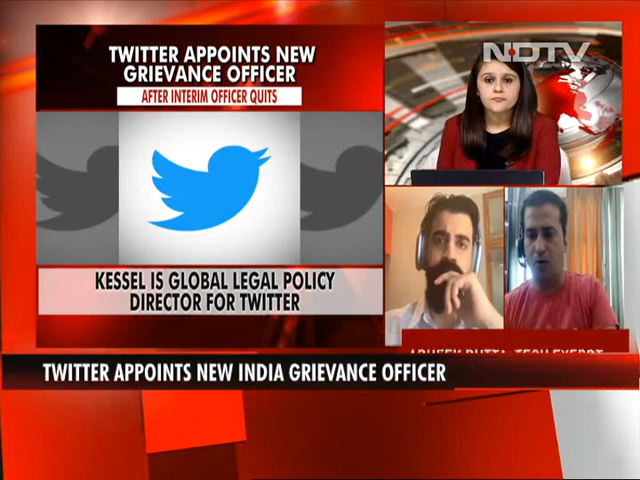 TWITTER APPOINTS NEW
GRIEVANCE OFFICER
AFTER INTERIM OFFICER QUITS
NDTV
KESSEL IS GLOBAL LEGAL POLICY
DIRECTOR FOR TWITTER
TWITTER APPOINTS NEW INDIA GRIEVANCE OFFICER